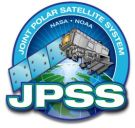 JOINT POLAR SATELLITE SYSTEM
NASA • NOAA
JPSS